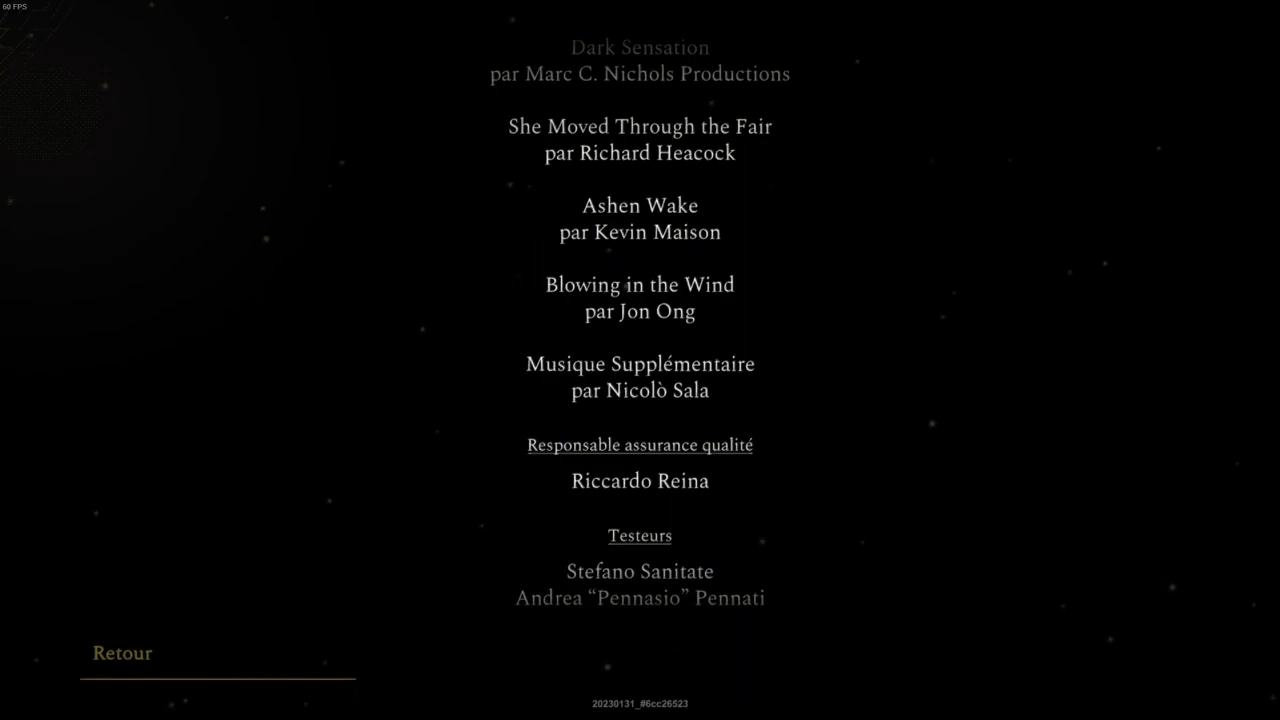 60 FPS
Dark Sensation
par Marc C. Nichols Productions
She Moved Through the Fair
par Richard Heacock
Ashen Wake
par Kevin Maison
Blowing in the Wind
par Jon Ong
Musique Supplémentaire
par Nicolò Sala
Responsable assurance qualité
Riccardo Reina
Testeurs
Stefano Sanitate
Andrea “Pennasio” Pennati
Retour
20230131_#6cc26523